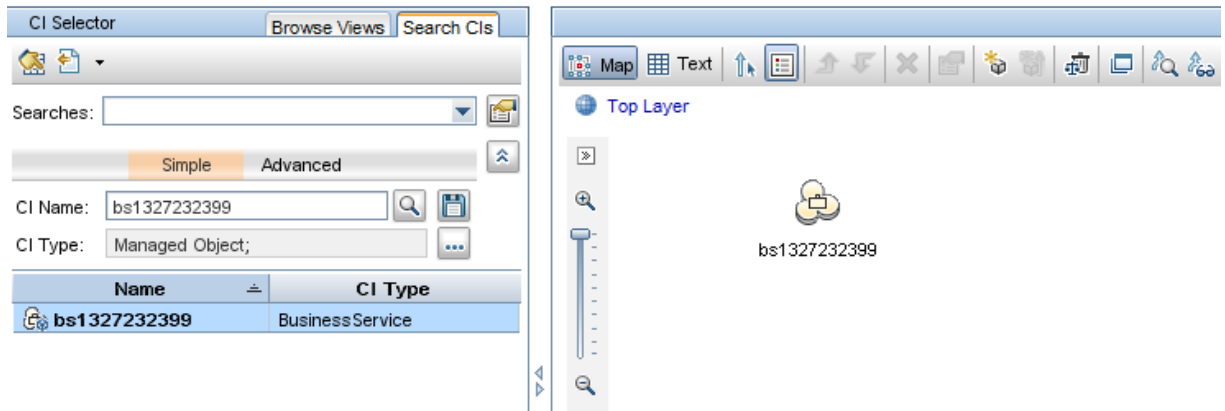 CI Selector
Browse Views
Search CIs
Searches:
Simple
Advanced
CI Name:
bs1327232399
CI Type:
Managed Object;
Name
CI Type
bs1327232399
BusinessService
Map
Text
Top Layer
bs1327232399